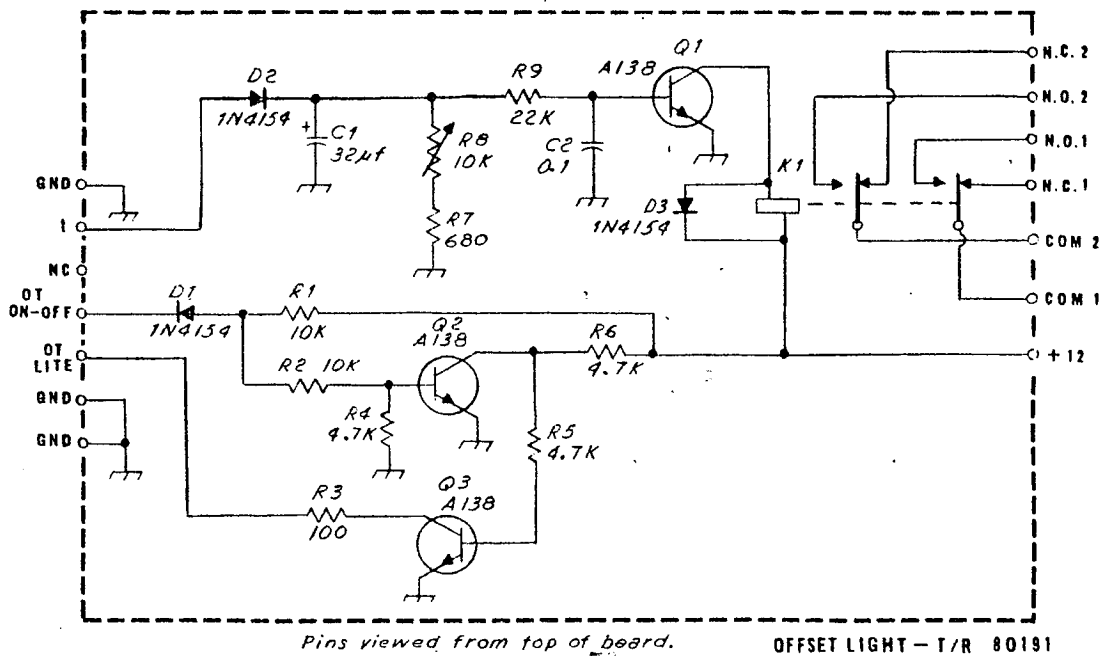 Q1
A138
D2
1N4154
R9
22K
C1
+
32µf
R8
10K
C2
0.1
R7
680
D3
1N4154
K1
N.C. 2
N.O. 2
N.O. 1
N.C. 1
COM 2
COM 1
+12
GND
1
NC
OT
ON-OFF
OT
LITE
GND
GND
D1
1N4154
R1
10K
R2 10K
Q2
A138
R6
4.7K
R4
4.7K
R5
4.7K
R3
100
Q3
A138
Pins viewed from top of board.
OFFSET LIGHT — T/R 80191